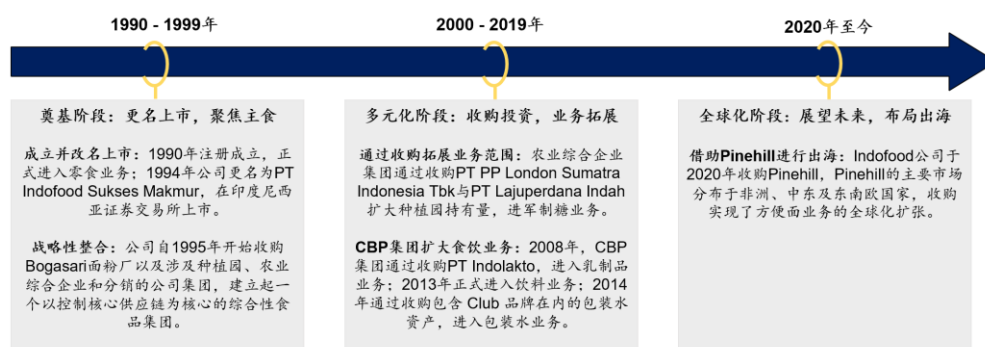 1990 - 1999年
2000 - 2019年
2020年至今
奠基阶段：更名上市，聚焦主食
成立并改名上市：1990年注册成立，正
式进入零食业务；1994年公司更名为PT
Indofood Sukses Makmur，在印度尼西
亚证券交易所上市。
战略性整合：公司自1995年开始收购
Bogasari面粉厂以及涉及种植园、农业
综合企业和分销的公司集团，建立起一
个以控制核心供应链为核心的综合性食
品集团。
多元化阶段：收购投资，业务拓展
通过收购拓展业务范围：农业综合企业
集团通过收购PT PP London Sumatra
Indonesia Tbk与PT Lajuperdana Indah
扩大种植园持有量，进军制糖业务。
CBP集团扩大食饮业务：2008年，CBP
集团通过收购PT Indolakto，进入乳制品
业务；2013年正式进入饮料业务；2014
年通过收购包含 Club 品牌在内的包装水
资产，进入包装水业务。
全球化阶段：展望未来，布局出海
借助Pinehill进行出海：Indofood公司于
2020年收购Pinehill，Pinehill的主要市场
分布于非洲、中东及东南欧国家，收购
实现了方便面业务的全球化扩张。